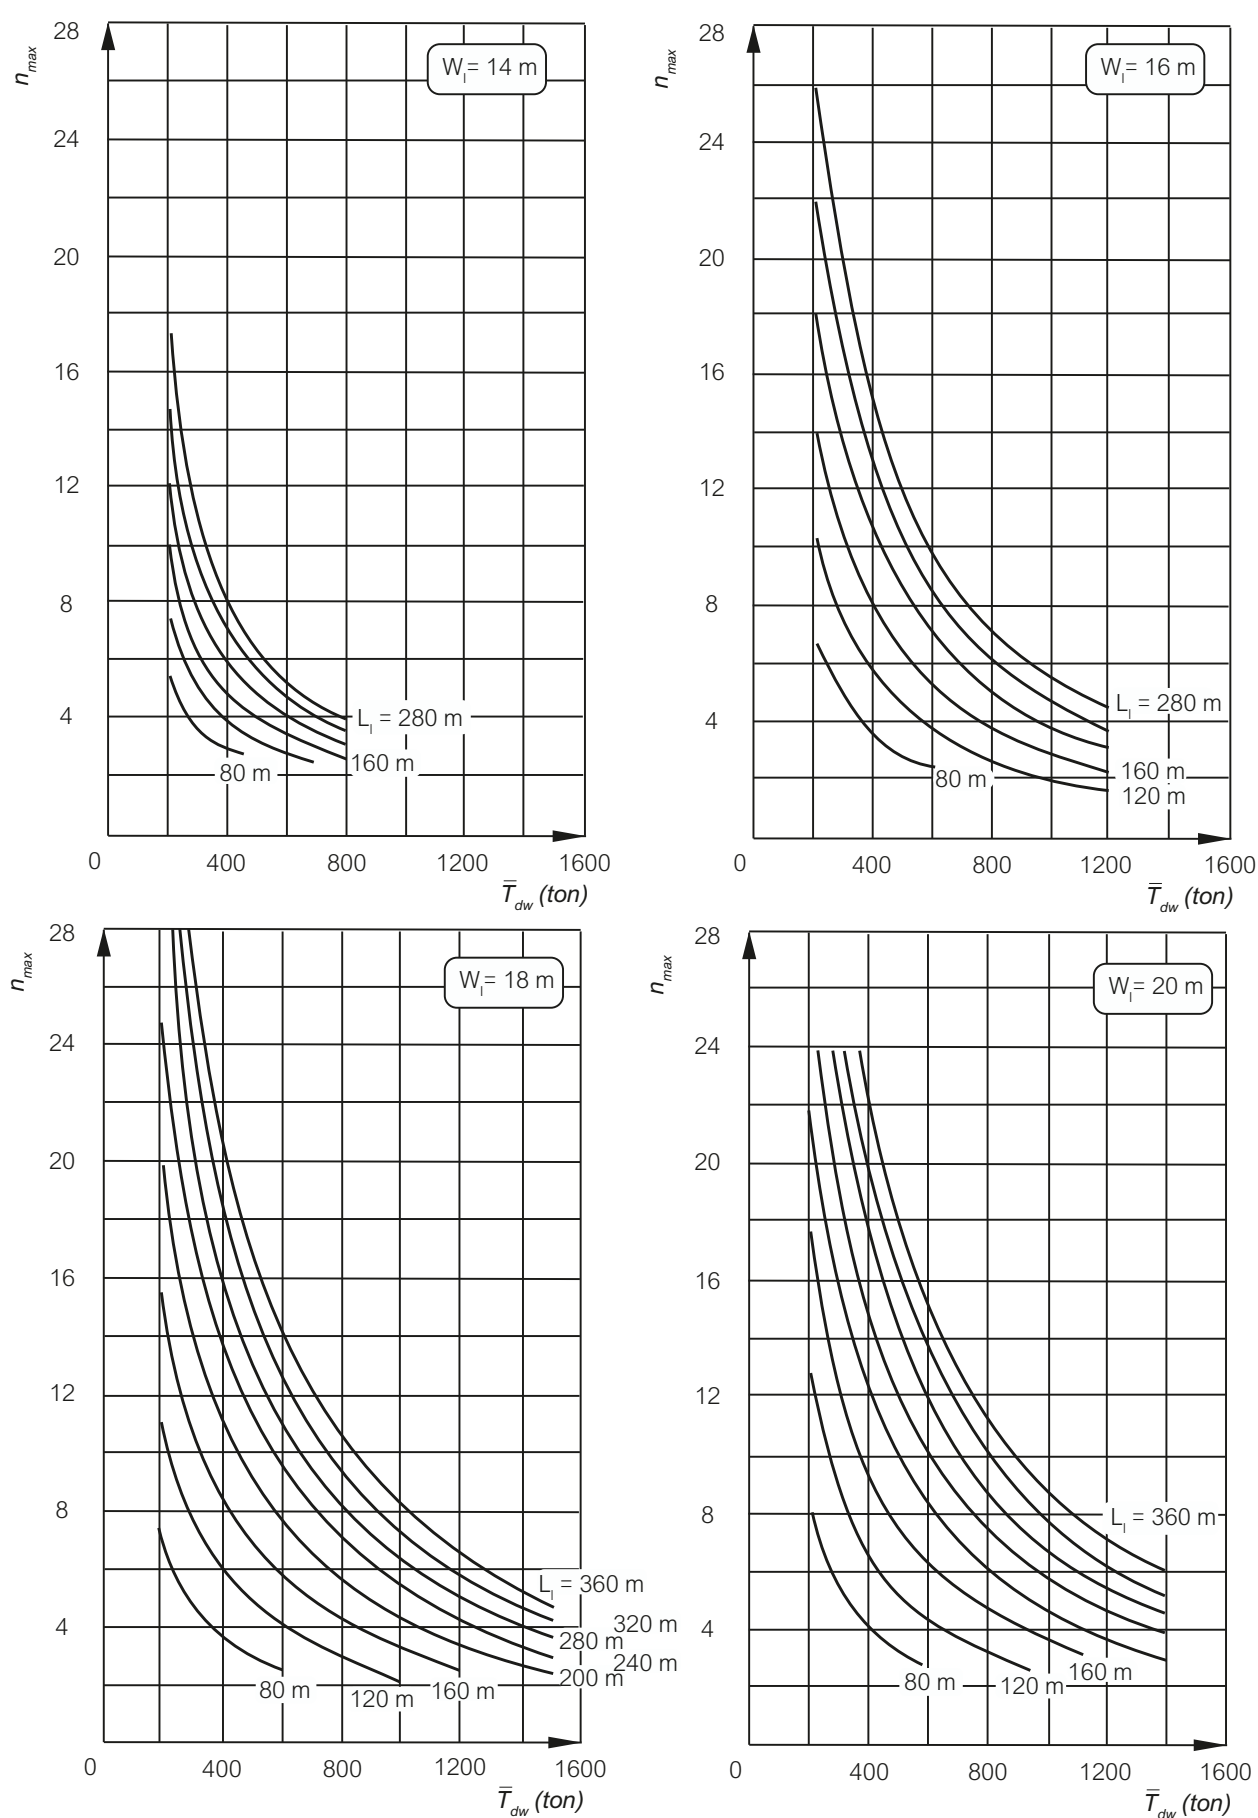 28
n_max
W_l= 14 m
24
20
16
12
8
4
L_l = 280 m
160 m
80 m
0
400
800
1200
1600
T̅_dw (ton)
28
n_max
W_l= 16 m
24
20
16
12
8
4
L_l = 280 m
160 m
80 m
120 m
0
400
800
1200
1600
T̅_dw (ton)
28
n_max
W_l= 18 m
24
20
16
12
8
L_l = 360 m
4
320 m
280 m
240 m
200 m
80 m
120 m
160 m
0
400
800
1200
1600
T̅_dw (ton)
28
n_max
W_l= 20 m
24
20
16
12
8
L_l = 360 m
4
160 m
80 m
120 m
0
400
800
1200
1600
T̅_dw (ton)